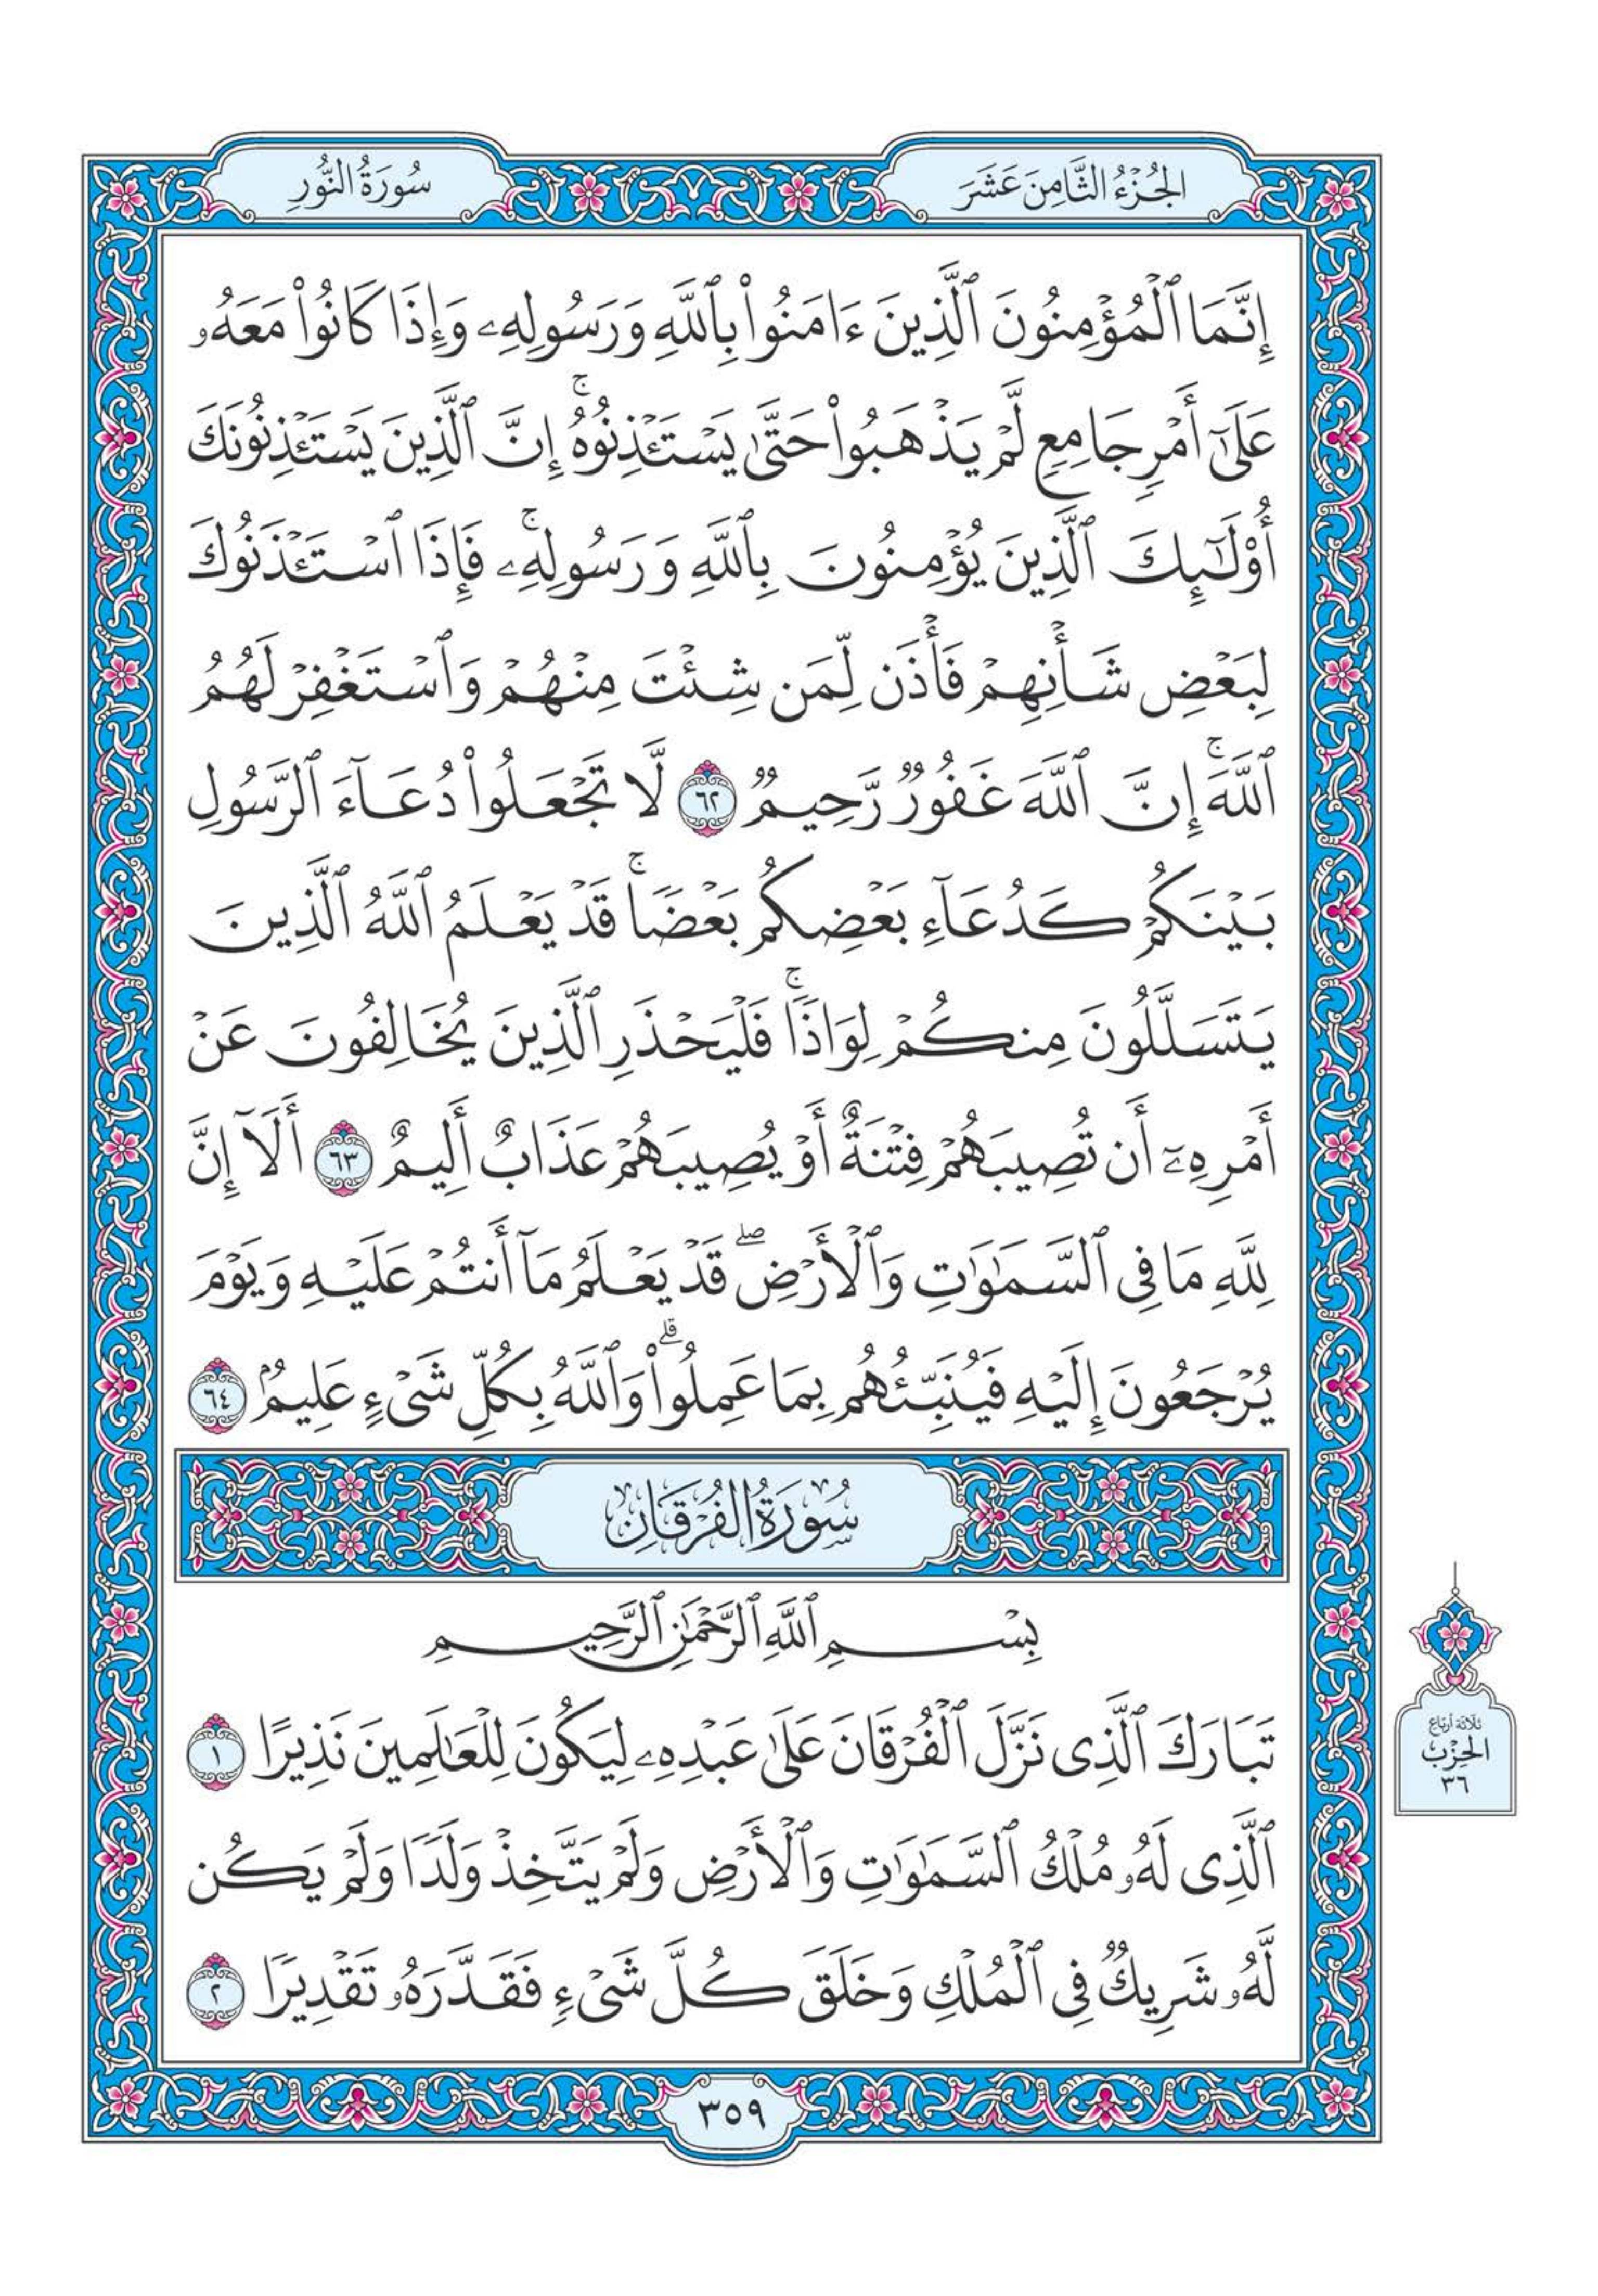 الجُزْءُ الثَّامِنَ عَشَرَ
سُورَةُ النُّورِ
إِنَّمَا ٱلْمُؤْمِنُونَ ٱلَّذِينَ ءَامَنُوا۟ بِٱللَّهِ وَرَسُولِهِۦ وَإِذَا كَانُوا۟ مَعَهُۥ
عَلَىٰٓ أَمْرٍ جَامِعٍ لَّمْ يَذْهَبُوا۟ حَتَّىٰ يَسْتَـْٔذِنُوهُ ۚ إِنَّ ٱلَّذِينَ يَسْتَـْٔذِنُونَكَ
أُو۟لَـٰٓئِكَ ٱلَّذِينَ يُؤْمِنُونَ بِٱللَّهِ وَرَسُولِهِۦ ۚ فَإِذَا ٱسْتَـْٔذَنُوكَ
لِبَعْضِ شَأْنِهِمْ فَأْذَن لِّمَن شِئْتَ مِنْهُمْ وَٱسْتَغْفِرْ لَهُمُ
ٱللَّهَ ۚ إِنَّ ٱللَّهَ غَفُورٌ رَّحِيمٌ ٦٢ لَّا تَجْعَلُوا۟ دُعَآءَ ٱلرَّسُولِ
بَيْنَكُمْ كَدُعَآءِ بَعْضِكُم بَعْضًا ۚ قَدْ يَعْلَمُ ٱللَّهُ ٱلَّذِينَ
يَتَسَلَّلُونَ مِنكُمْ لِوَاذًا ۚ فَلْيَحْذَرِ ٱلَّذِينَ يُخَالِفُونَ عَنْ
أَمْرِهِۦٓ أَن تُصِيبَهُمْ فِتْنَةٌ أَوْ يُصِيبَهُمْ عَذَابٌ أَلِيمٌ ٦٣ أَلَآ إِنَّ
لِلَّهِ مَا فِى ٱلسَّمَـٰوَٰتِ وَٱلْأَرْضِ ۖ قَدْ يَعْلَمُ مَآ أَنتُمْ عَلَيْهِ وَيَوْمَ
يُرْجَعُونَ إِلَيْهِ فَيُنَبِّئُهُم بِمَا عَمِلُوا۟ ۗ وَٱللَّهُ بِكُلِّ شَىْءٍ عَلِيمٌۢ ٦٤
سُورَةُ الفُرْقَانِ
بِسْمِ ٱللَّهِ ٱلرَّحْمَـٰنِ ٱلرَّحِيمِ
تَبَارَكَ ٱلَّذِى نَزَّلَ ٱلْفُرْقَانَ عَلَىٰ عَبْدِهِۦ لِيَكُونَ لِلْعَـٰلَمِينَ نَذِيرًا ١
ٱلَّذِى لَهُۥ مُلْكُ ٱلسَّمَـٰوَٰتِ وَٱلْأَرْضِ وَلَمْ يَتَّخِذْ وَلَدًا وَلَمْ يَكُن
لَّهُۥ شَرِيكٌ فِى ٱلْمُلْكِ وَخَلَقَ كُلَّ شَىْءٍ فَقَدَّرَهُۥ تَقْدِيرًا ٢
ثَلَاثَة أَرْبَاع
الحِزْب
٣٦
٣٥٩